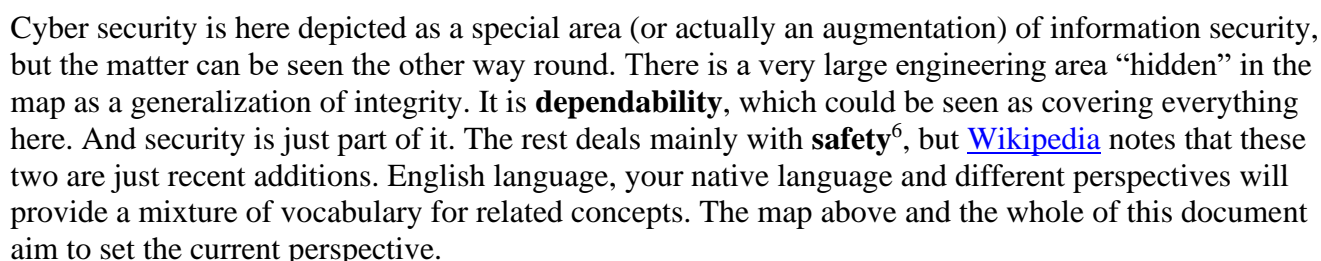 Cyber security is here depicted as a special area (or actually an augmentation) of information security,
but the matter can be seen the other way round. There is a very large engineering area “hidden” in the
map as a generalization of integrity. It is dependability, which could be seen as covering everything
here. And security is just part of it. The rest deals mainly with safety⁶, but Wikipedia notes that these
two are just recent additions. English language, your native language and different perspectives will
provide a mixture of vocabulary for related concepts. The map above and the whole of this document
aim to set the current perspective.